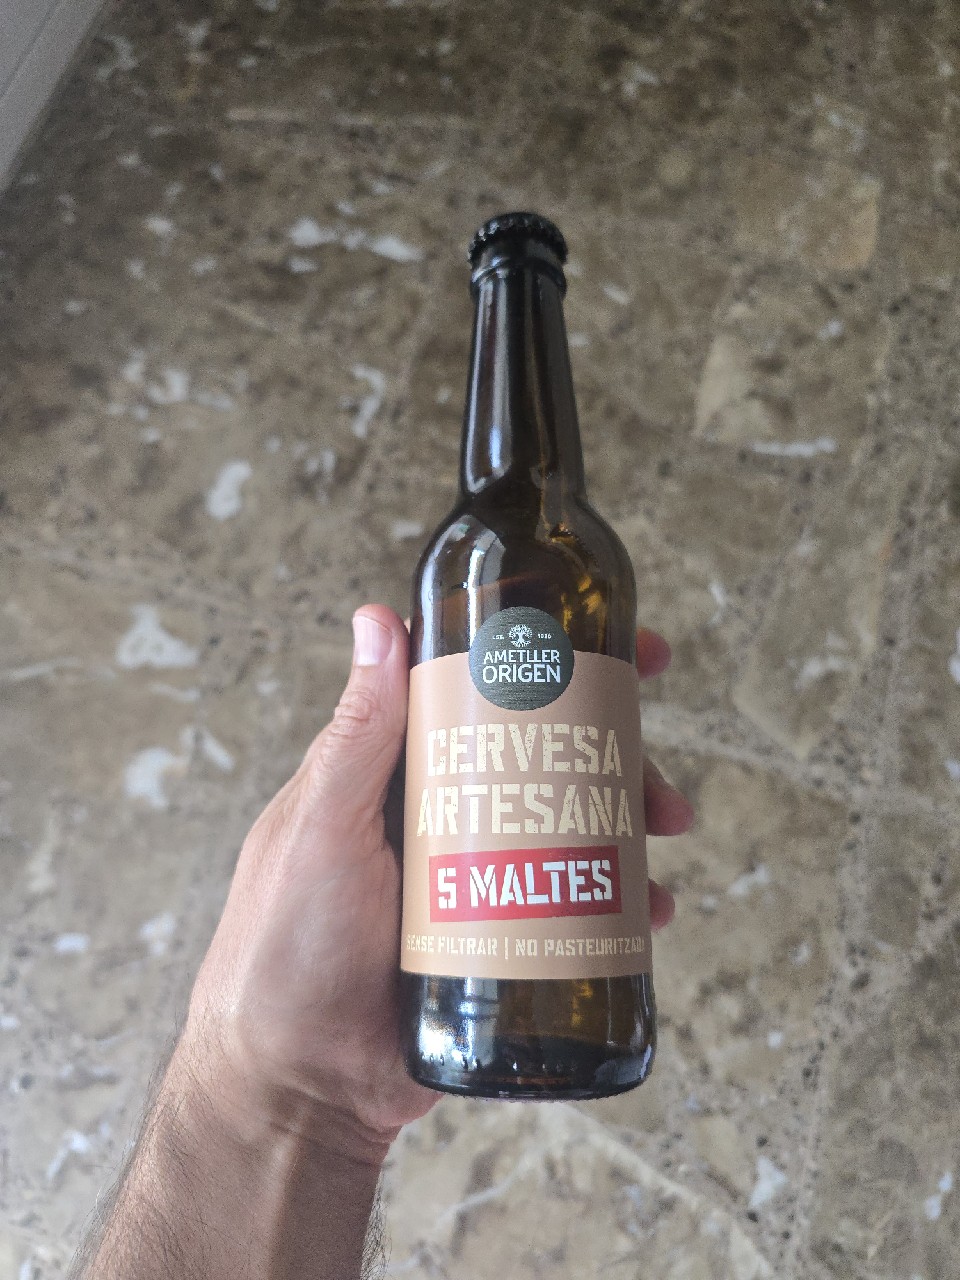 AMETLLER
ORIGEN
CERVESA
ARTESANA
5 MALTES
SENSE FILTRAR | NO PASTEURITZADA